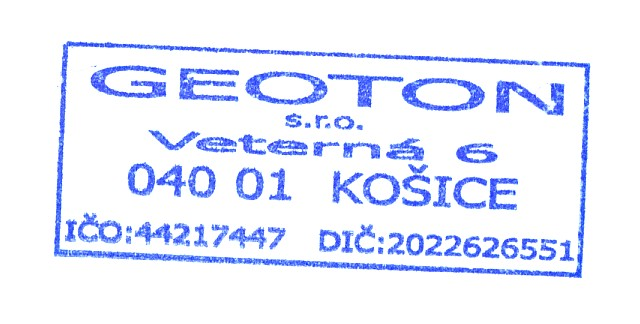 GEOTON
s.r.o.
Veterná 6
040 01 KOŠICE
IČO:44217447 DIČ:2022626551